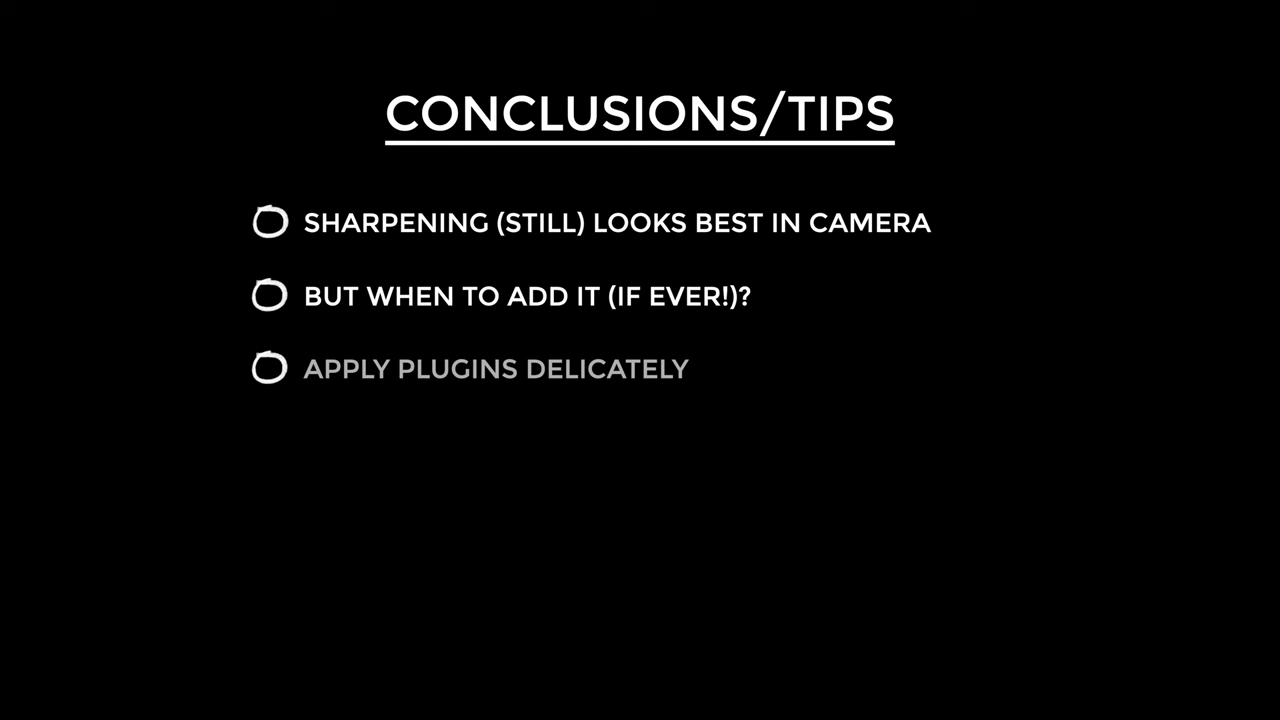 CONCLUSIONS/TIPS
SHARPENING (STILL) LOOKS BEST IN CAMERA
BUT WHEN TO ADD IT (IF EVER!)?
APPLY PLUGINS DELICATELY